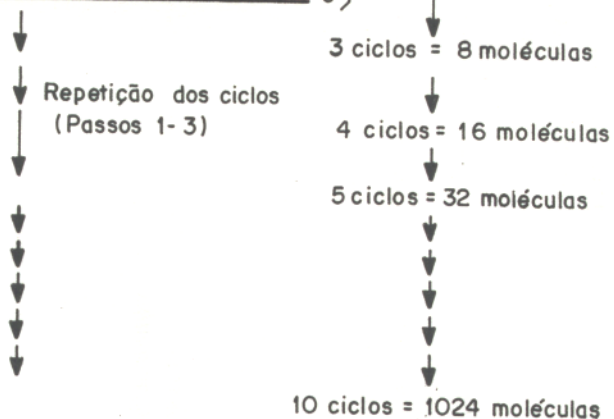 3 ciclos = 8 moléculas
Repetição dos ciclos
(Passos 1-3)
4 ciclos = 16 moléculas
5 ciclos = 32 moléculas
10 ciclos = 1024 moléculas